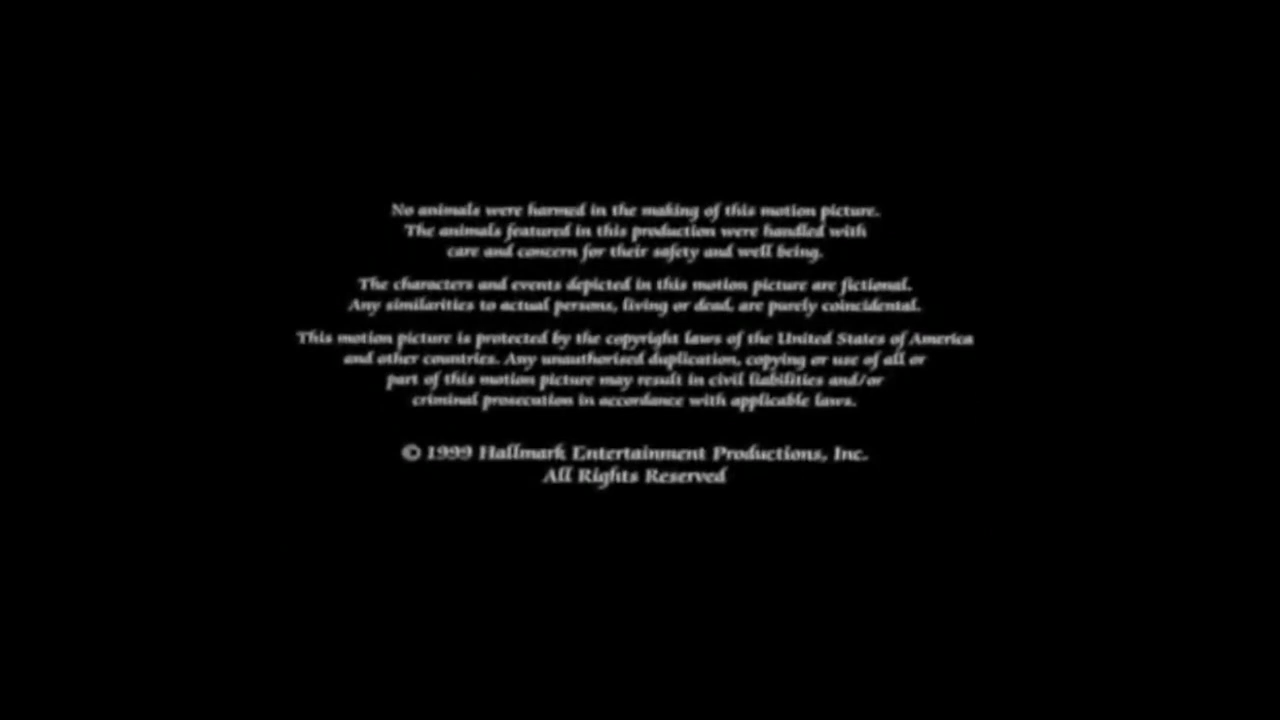 No animals were harmed in the making of this motion picture.
The animals featured in this production were handled with
care and concern for their safety and well being.
The characters and events depicted in this motion picture are fictional.
Any similarities to actual persons, living or dead, are purely coincidental.
This motion picture is protected by the copyright laws of the United States of America
and other countries. Any unauthorised duplication, copying or use of all or
part of this motion picture may result in civil liabilities and/or
criminal prosecution in accordance with applicable laws.
© 1999 Hallmark Entertainment Productions, Inc.
All Rights Reserved